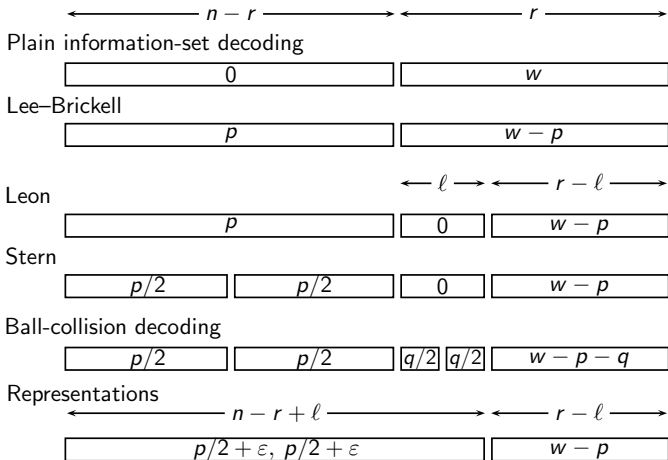 n − r r
Plain information-set decoding
0 w
Lee–Brickell
p w − p
ℓ r − ℓ
Leon
p 0 w − p
Stern
p/2 p/2 0 w − p
Ball-collision decoding
p/2 p/2 q/2 q/2 w − p − q
Representations
n − r + ℓ r − ℓ
p/2 + ε, p/2 + ε w − p